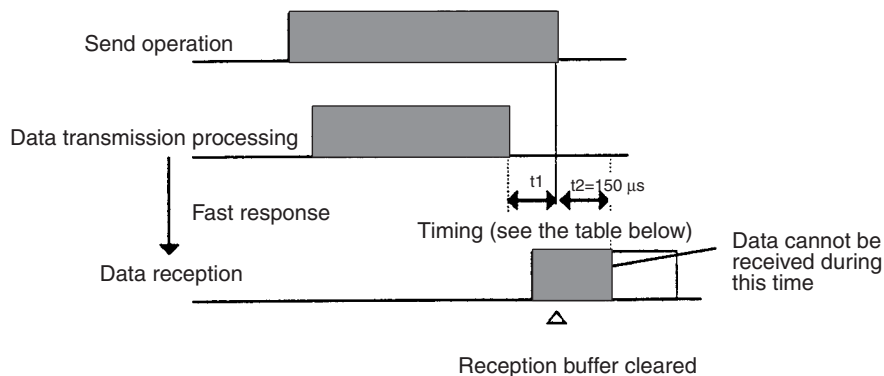 Send operation
Data transmission processing
t1
t2=150 μs
Fast response
Timing (see the table below)
Data cannot be
received during
this time
Data reception
Reception buffer cleared